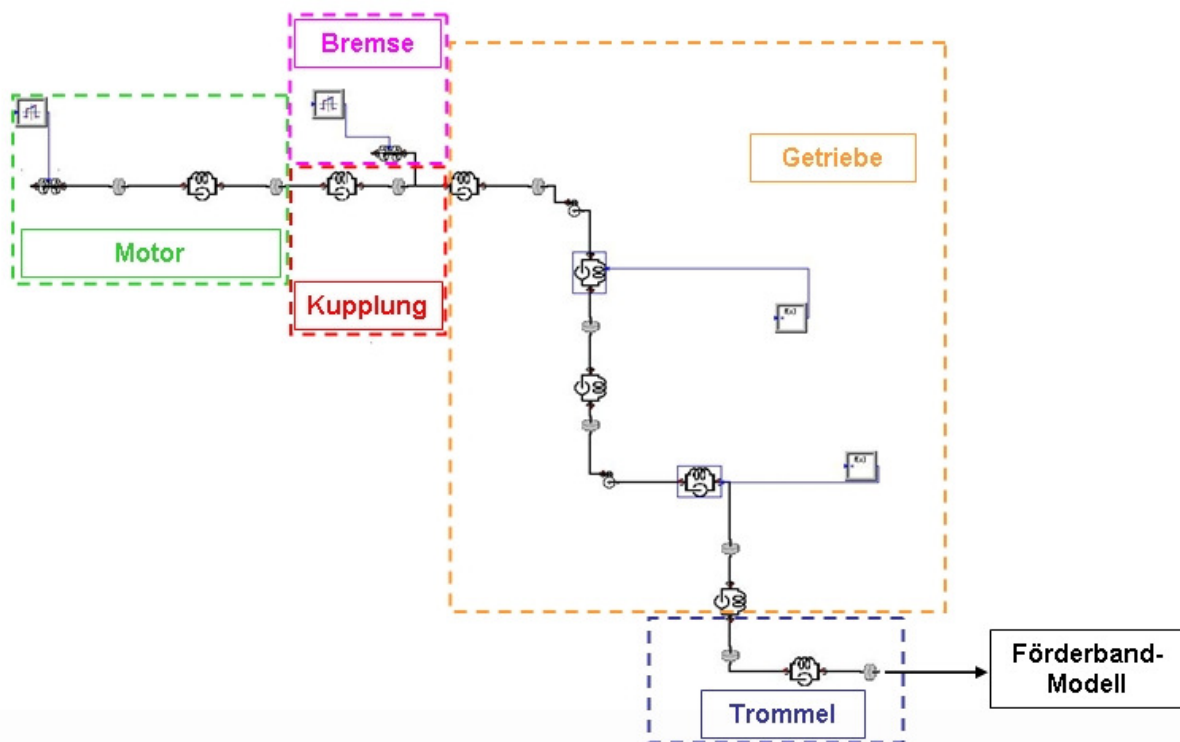 Bremse
Getriebe
Motor
Kupplung
f(x)
f(x)
Förderband-
Modell
Trommel